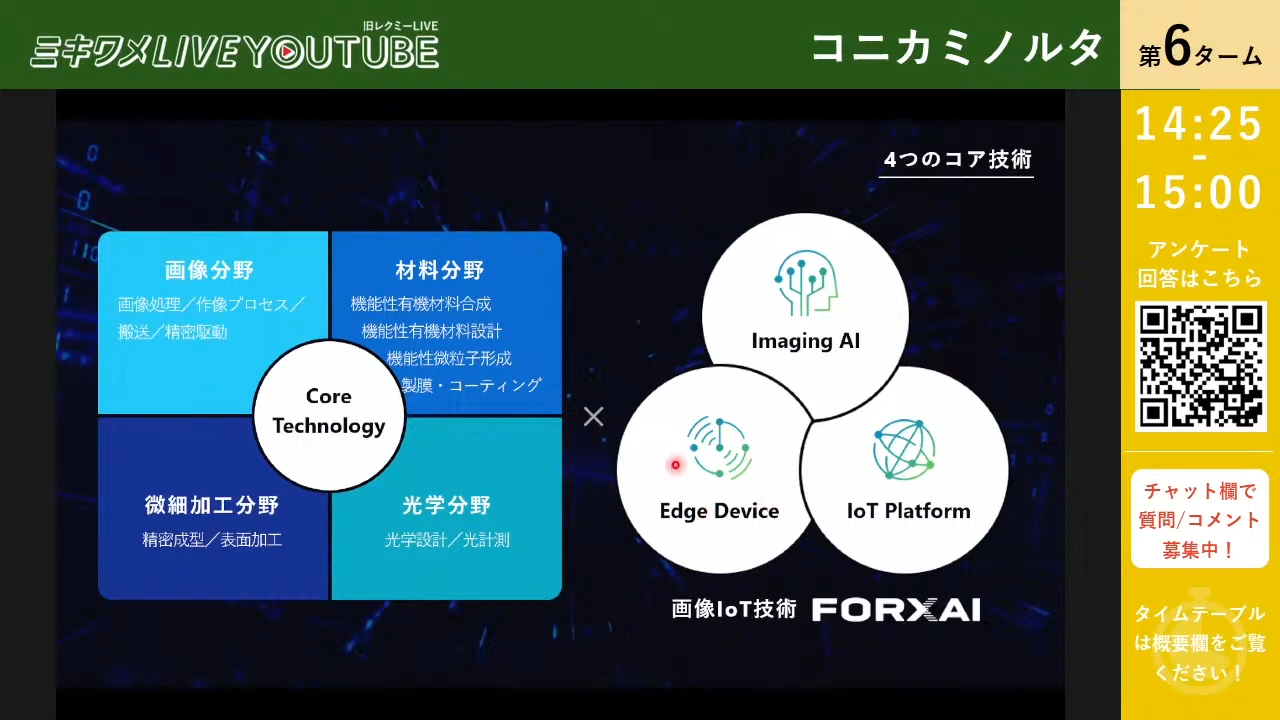 旧レクミーLIVE
ミキワメLIVE YOUTUBE
コニカミノルタ
第6ターム
14:25
-
15:00
アンケート
回答はこちら
チャット欄で
質問/コメント
募集中！
タイムテーブル
は概要欄をご覧
ください！
4つのコア技術
画像分野
画像処理／作像プロセス／
搬送／精密駆動
材料分野
機能性有機材料合成
機能性有機材料設計
機能性微粒子形成
製膜・コーティング
Core
Technology
微細加工分野
精密成型／表面加工
光学分野
光学設計／光計測
×
Imaging AI
Edge Device
IoT Platform
画像IoT技術 FORXAI